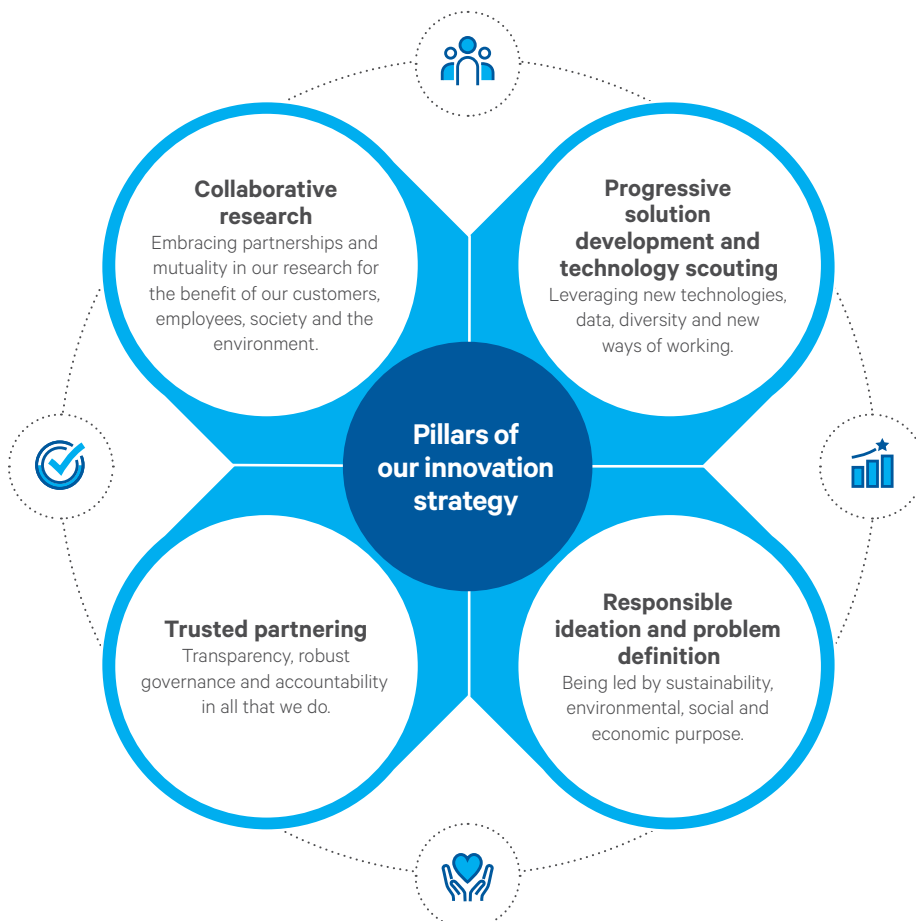 Collaborative
research
Embracing partnerships and
mutuality in our research for
the benefit of our customers,
employees, society and the
environment.
Progressive
solution
development and
technology scouting
Leveraging new technologies,
data, diversity and new
ways of working.
Pillars of
our innovation
strategy
Trusted partnering
Transparency, robust
governance and accountability
in all that we do.
Responsible
ideation and problem
definition
Being led by sustainability,
environmental, social and
economic purpose.